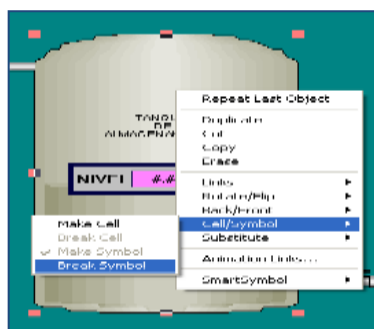 TANQUE
DE
NIVEL #.#
Repeat Last Object
Duplicate
Cut
Copy
Erase
Links
Rotate/Flip
Back/Front
Cell/Symbol
Substitute
Animation Links...
SmartSymbol
Make Cell
Break Cell
Make Symbol
Break Symbol